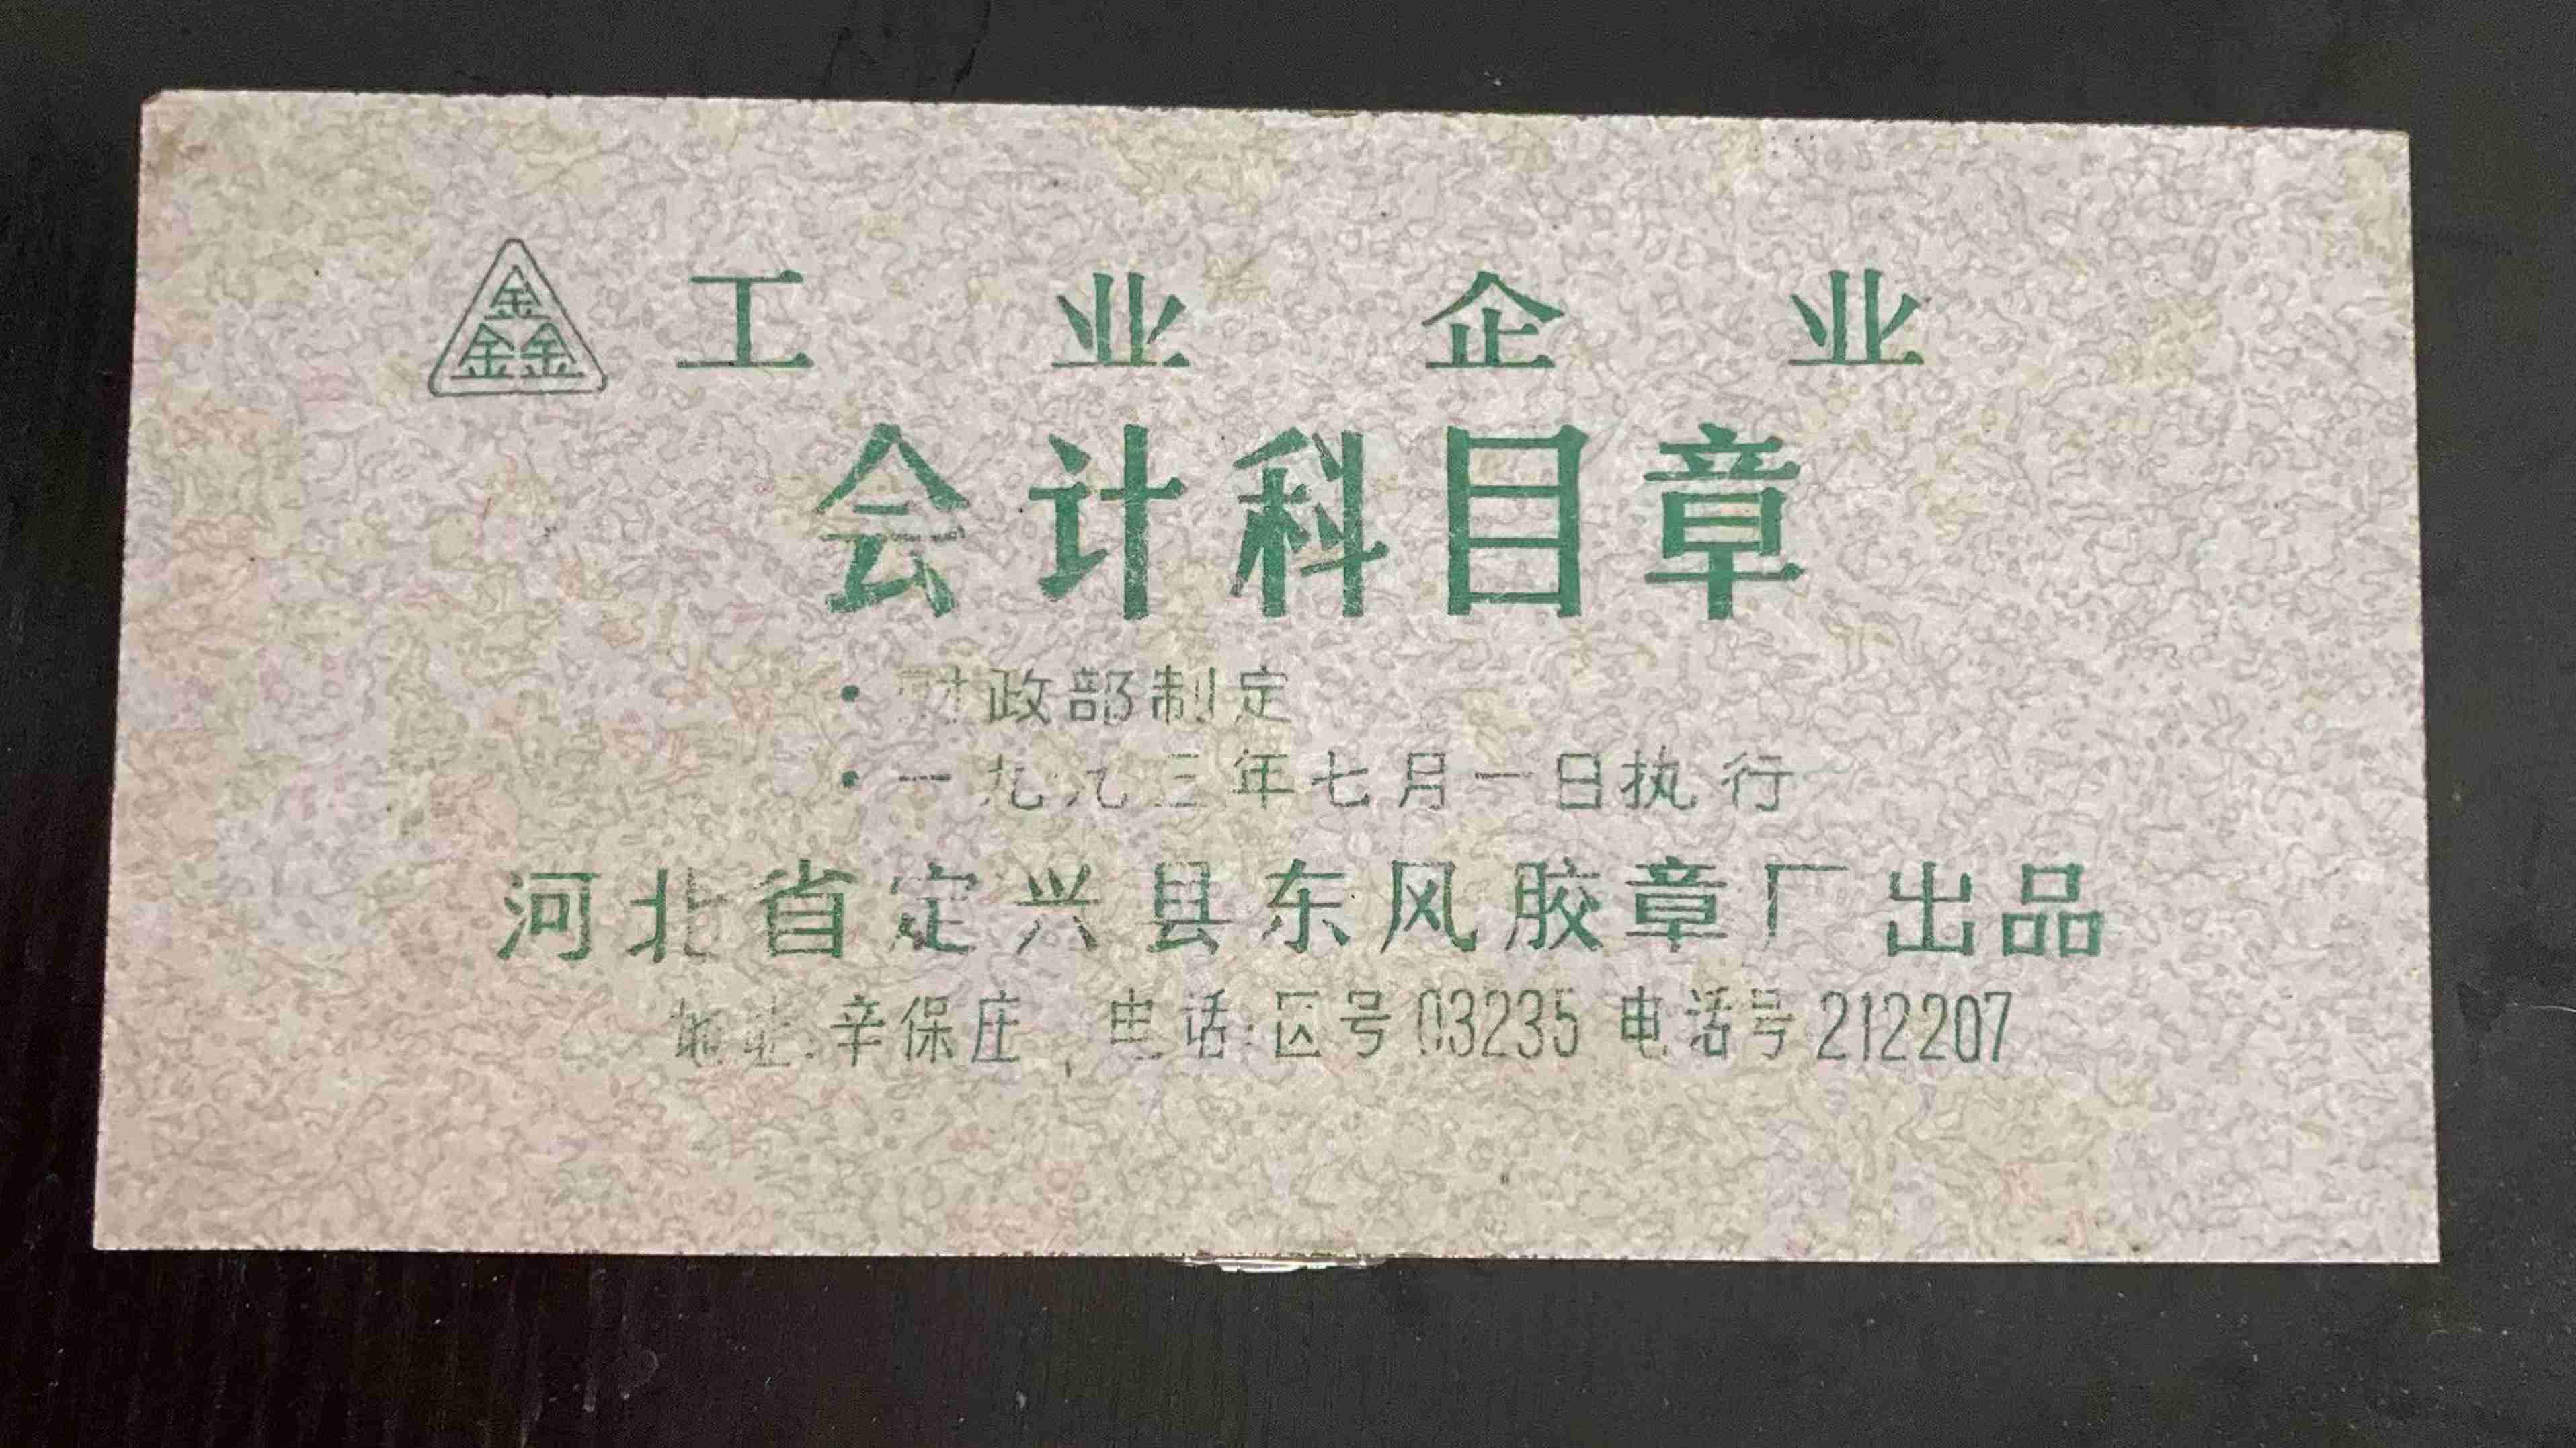 鑫 工业企业
会计科目章
·财政部制定
·一九九三年七月一日执行
河北省定兴县东风胶章厂出品
地址:辛保庄,电话:区号03235 电话号212207